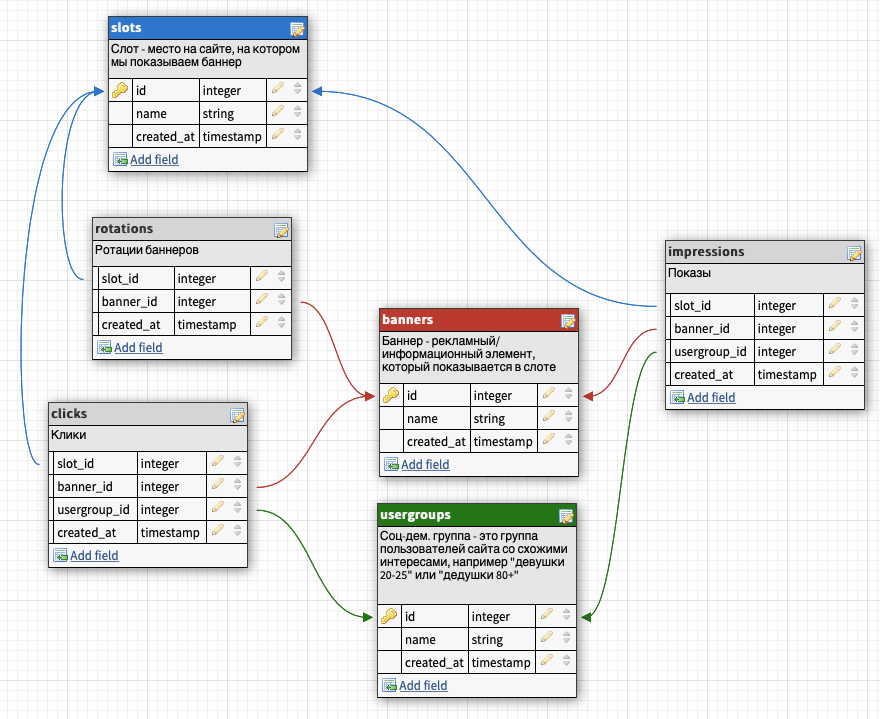 slots
Слот - место на сайте, на котором
мы показываем баннер
id integer
name string
created_at timestamp
Add field
rotations
Ротации баннеров
slot_id integer
banner_id integer
created_at timestamp
Add field
impressions
Показы
slot_id integer
banner_id integer
usergroup_id integer
created_at timestamp
Add field
banners
Баннер - рекламный/
информационный элемент,
который показывается в слоте
id integer
name string
created_at timestamp
Add field
clicks
Клики
slot_id integer
banner_id integer
usergroup_id integer
created_at timestamp
Add field
usergroups
Соц-дем. группа - это группа
пользователей сайта со схожими
интересами, например "девушки
20-25" или "дедушки 80+"
id integer
name string
created_at timestamp
Add field